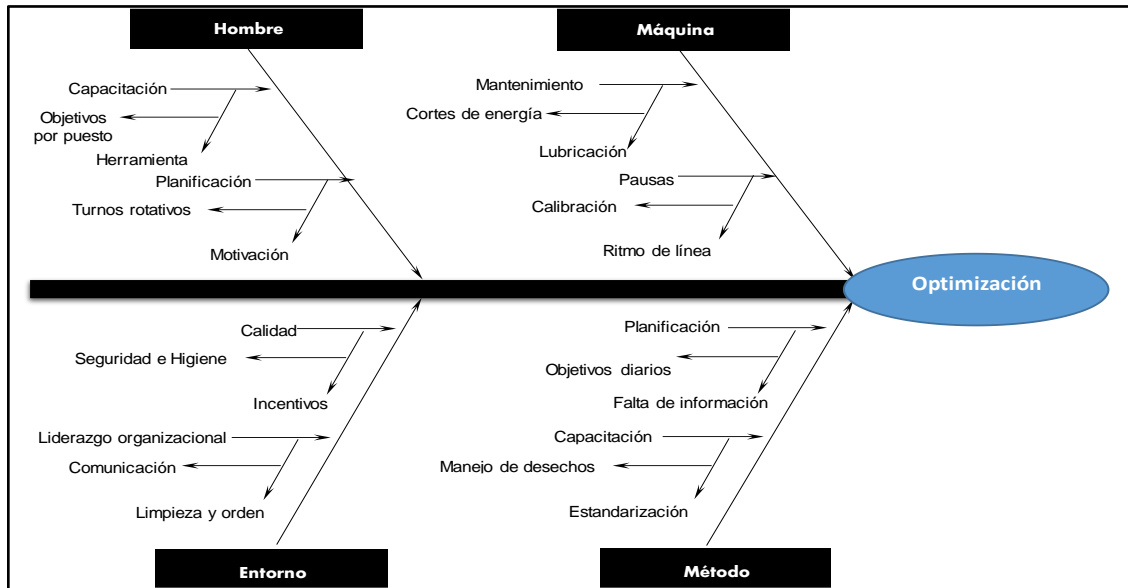 Hombre
Máquina
Capacitación
Objetivos
por puesto
Herramienta
Planificación
Turnos rotativos
Motivación
Mantenimiento
Cortes de energía
Lubricación
Pausas
Calibración
Ritmo de línea
Optimización
Calidad
Seguridad e Higiene
Incentivos
Liderazgo organizacional
Comunicación
Limpieza y orden
Planificación
Objetivos diarios
Falta de información
Capacitación
Manejo de desechos
Estandarización
Entorno
Método